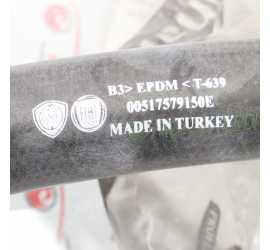 B3> EPDM < T-639
00517579150E
MADE IN TURKEY